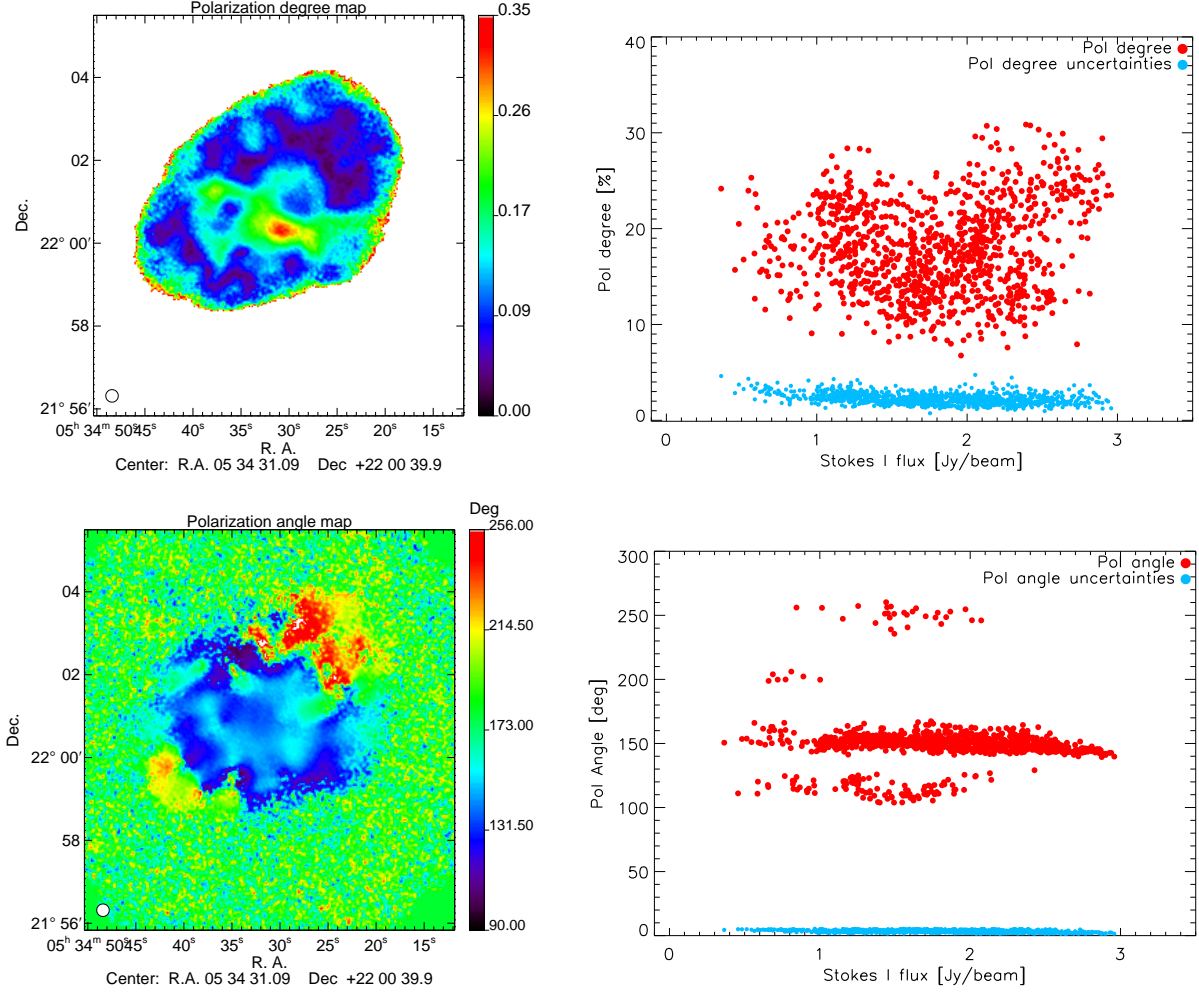 Polarization degree map
0.35
0.26
0.17
0.09
0.00
04
02
22° 00′
58
21° 56′
Dec.
05h 34m 50s 45s 40s 35s 30s 25s 20s 15s
R. A.
Center: R.A. 05 34 31.09 Dec +22 00 39.9
40
30
20
10
0
Pol degree [%]
Pol degree
Pol degree uncertainties
0 1 2 3
Stokes I flux [Jy/beam]
Polarization angle map
Deg
256.00
214.50
173.00
131.50
90.00
04
02
22° 00′
58
21° 56′
Dec.
05h 34m 50s 45s 40s 35s 30s 25s 20s 15s
R. A.
Center: R.A. 05 34 31.09 Dec +22 00 39.9
300
250
200
150
100
50
0
Pol Angle [deg]
Pol angle
Pol angle uncertainties
0 1 2 3
Stokes I flux [Jy/beam]